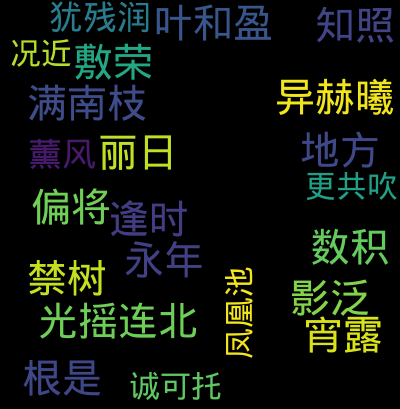 犹残润
叶和盈
知照
况近
敷荣
满南枝
异赫曦
薰风
丽日
地方
更共吹
偏将
逢时
永年
数积
禁树
凤凰池
影泛
光摇连北
宵露
根是
诚可托